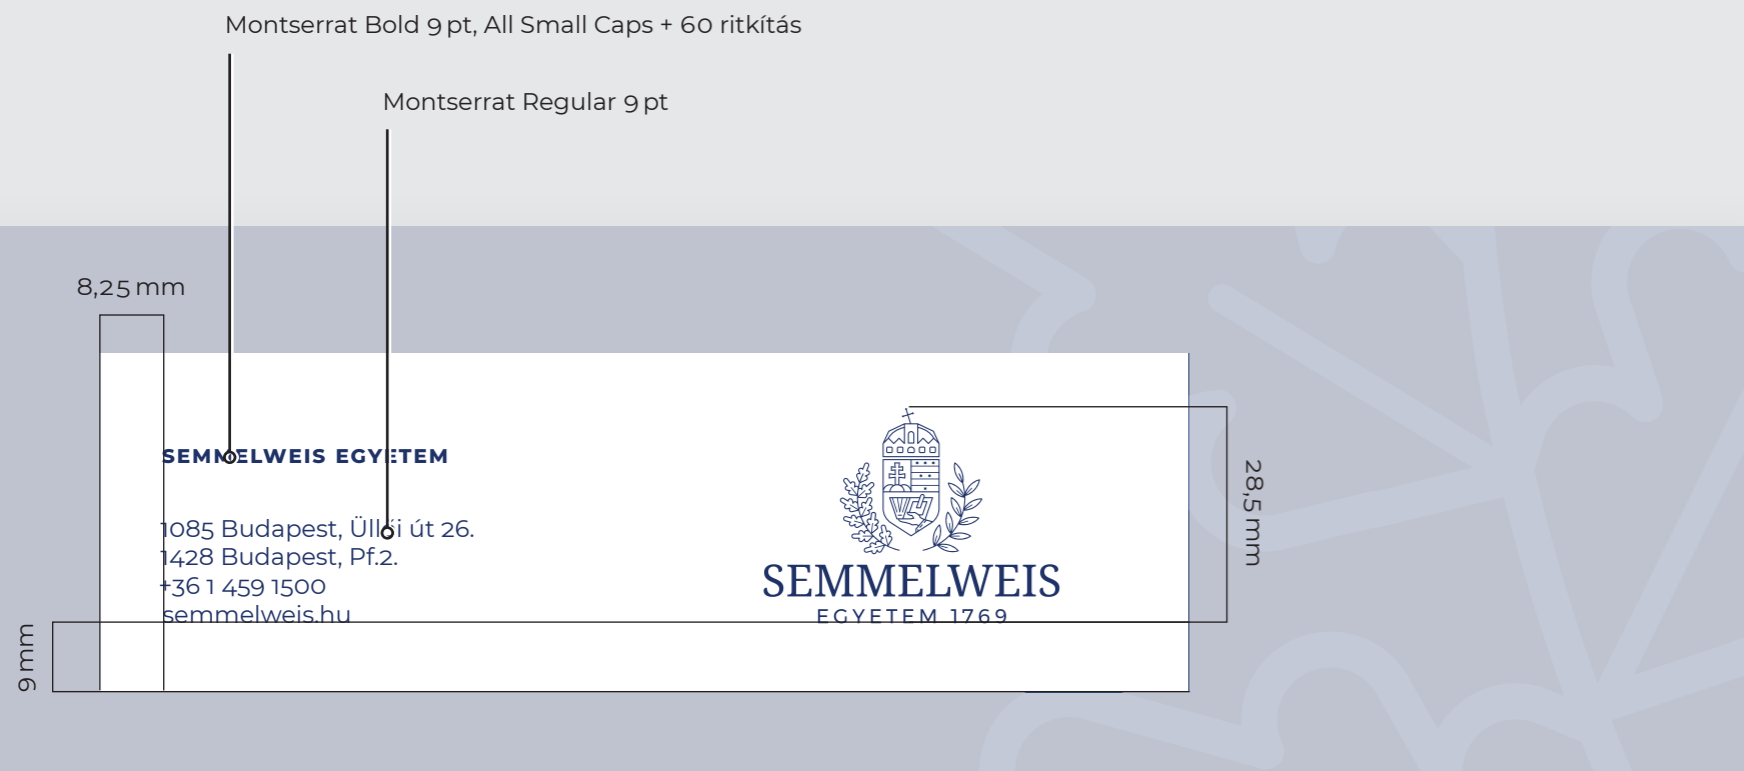 Montserrat Bold 9 pt, All Small Caps + 60 ritkítás
Montserrat Regular 9 pt
8,25 mm
SEMMELWEIS EGYETEM
1085 Budapest, Üllői út 26.
1428 Budapest, Pf.2.
+36 1 459 1500
semmelweis.hu
SEMMELWEIS
EGYETEM 1769
28,5 mm
9 mm